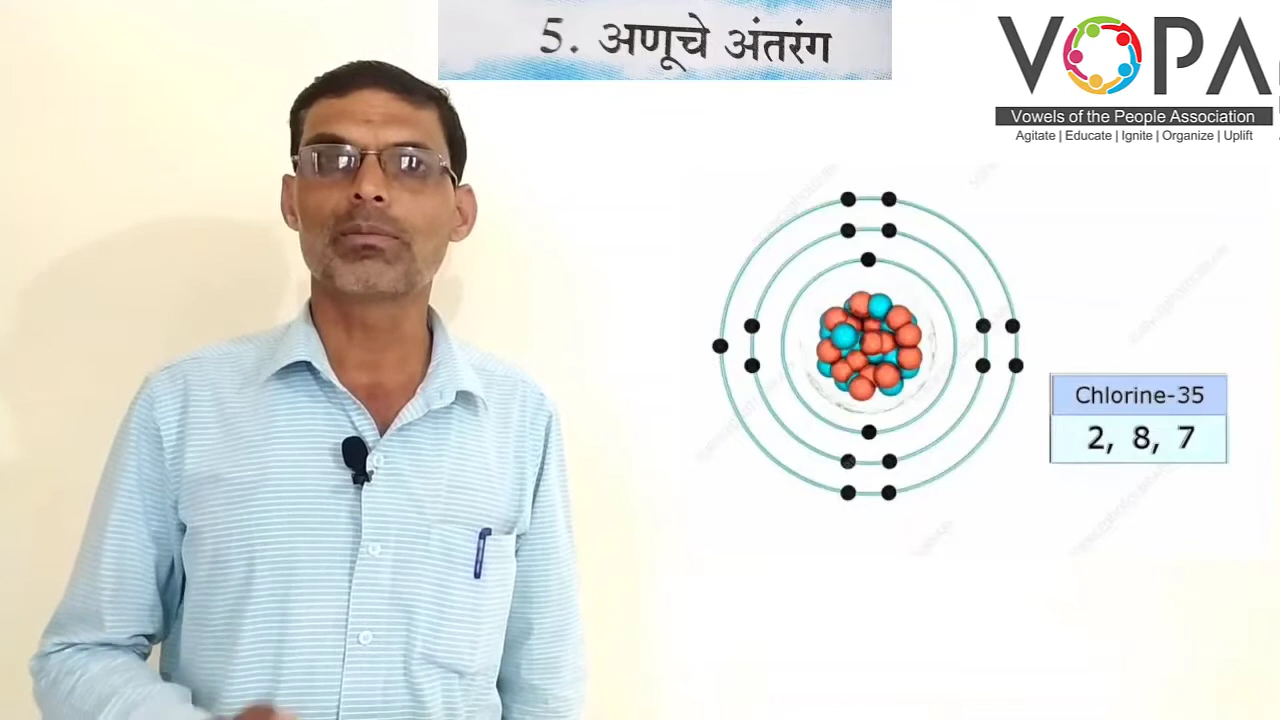 5. अणूचे अंतरंग
VOPA
Vowels of the People Association
Agitate | Educate | Ignite | Organize | Uplift
Chlorine-35
2, 8, 7